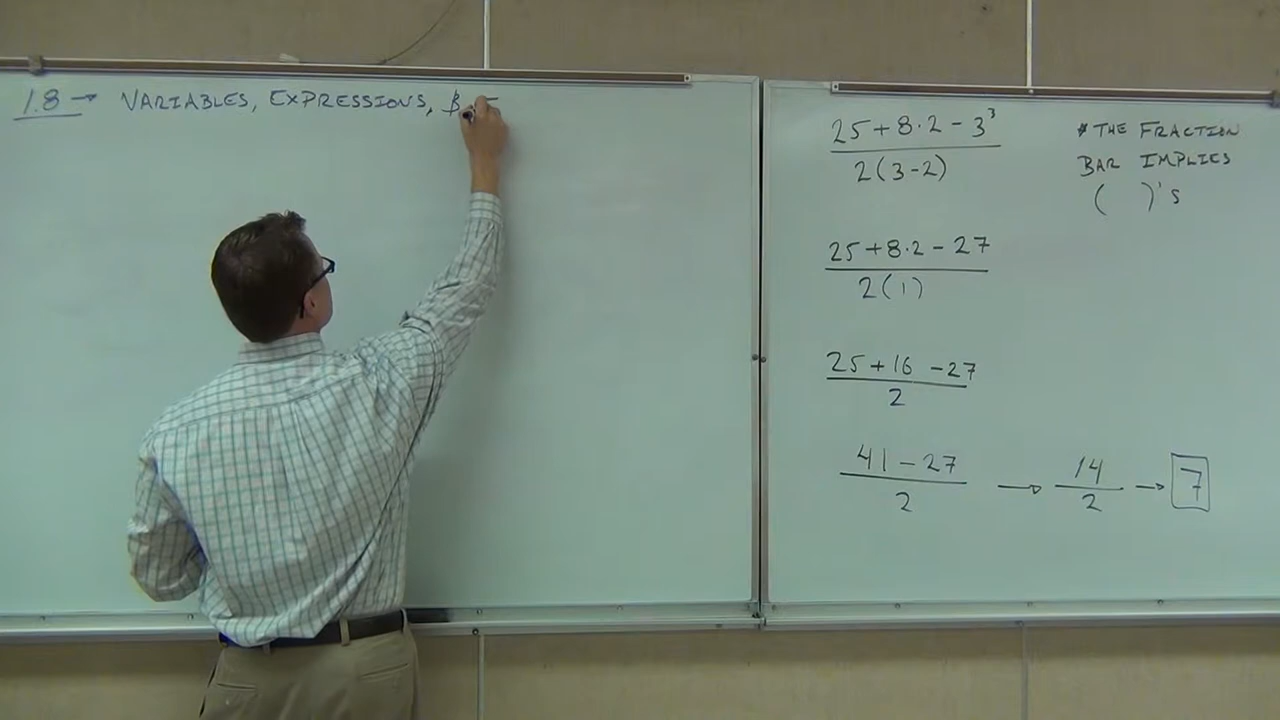 1.8 → VARIABLES, EXPRESSIONS,
25 + 8·2 - 3³
2(3-2)
* THE FRACTION
BAR IMPLIES
( )'s
25 + 8·2 - 27
2(1)
25 + 16 - 27
2
41 - 27
2
→ 14
2
→ 7